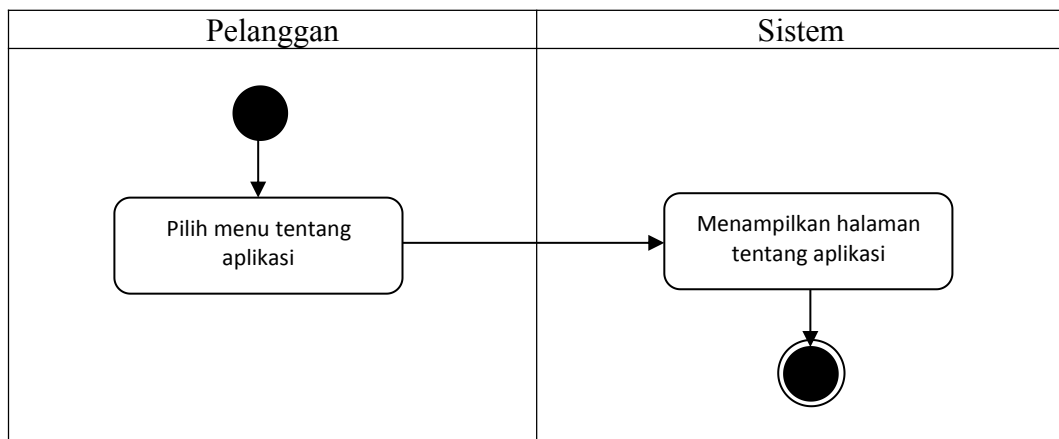 Pelanggan
Sistem
Pilih menu tentang
aplikasi
Menampilkan halaman
tentang aplikasi